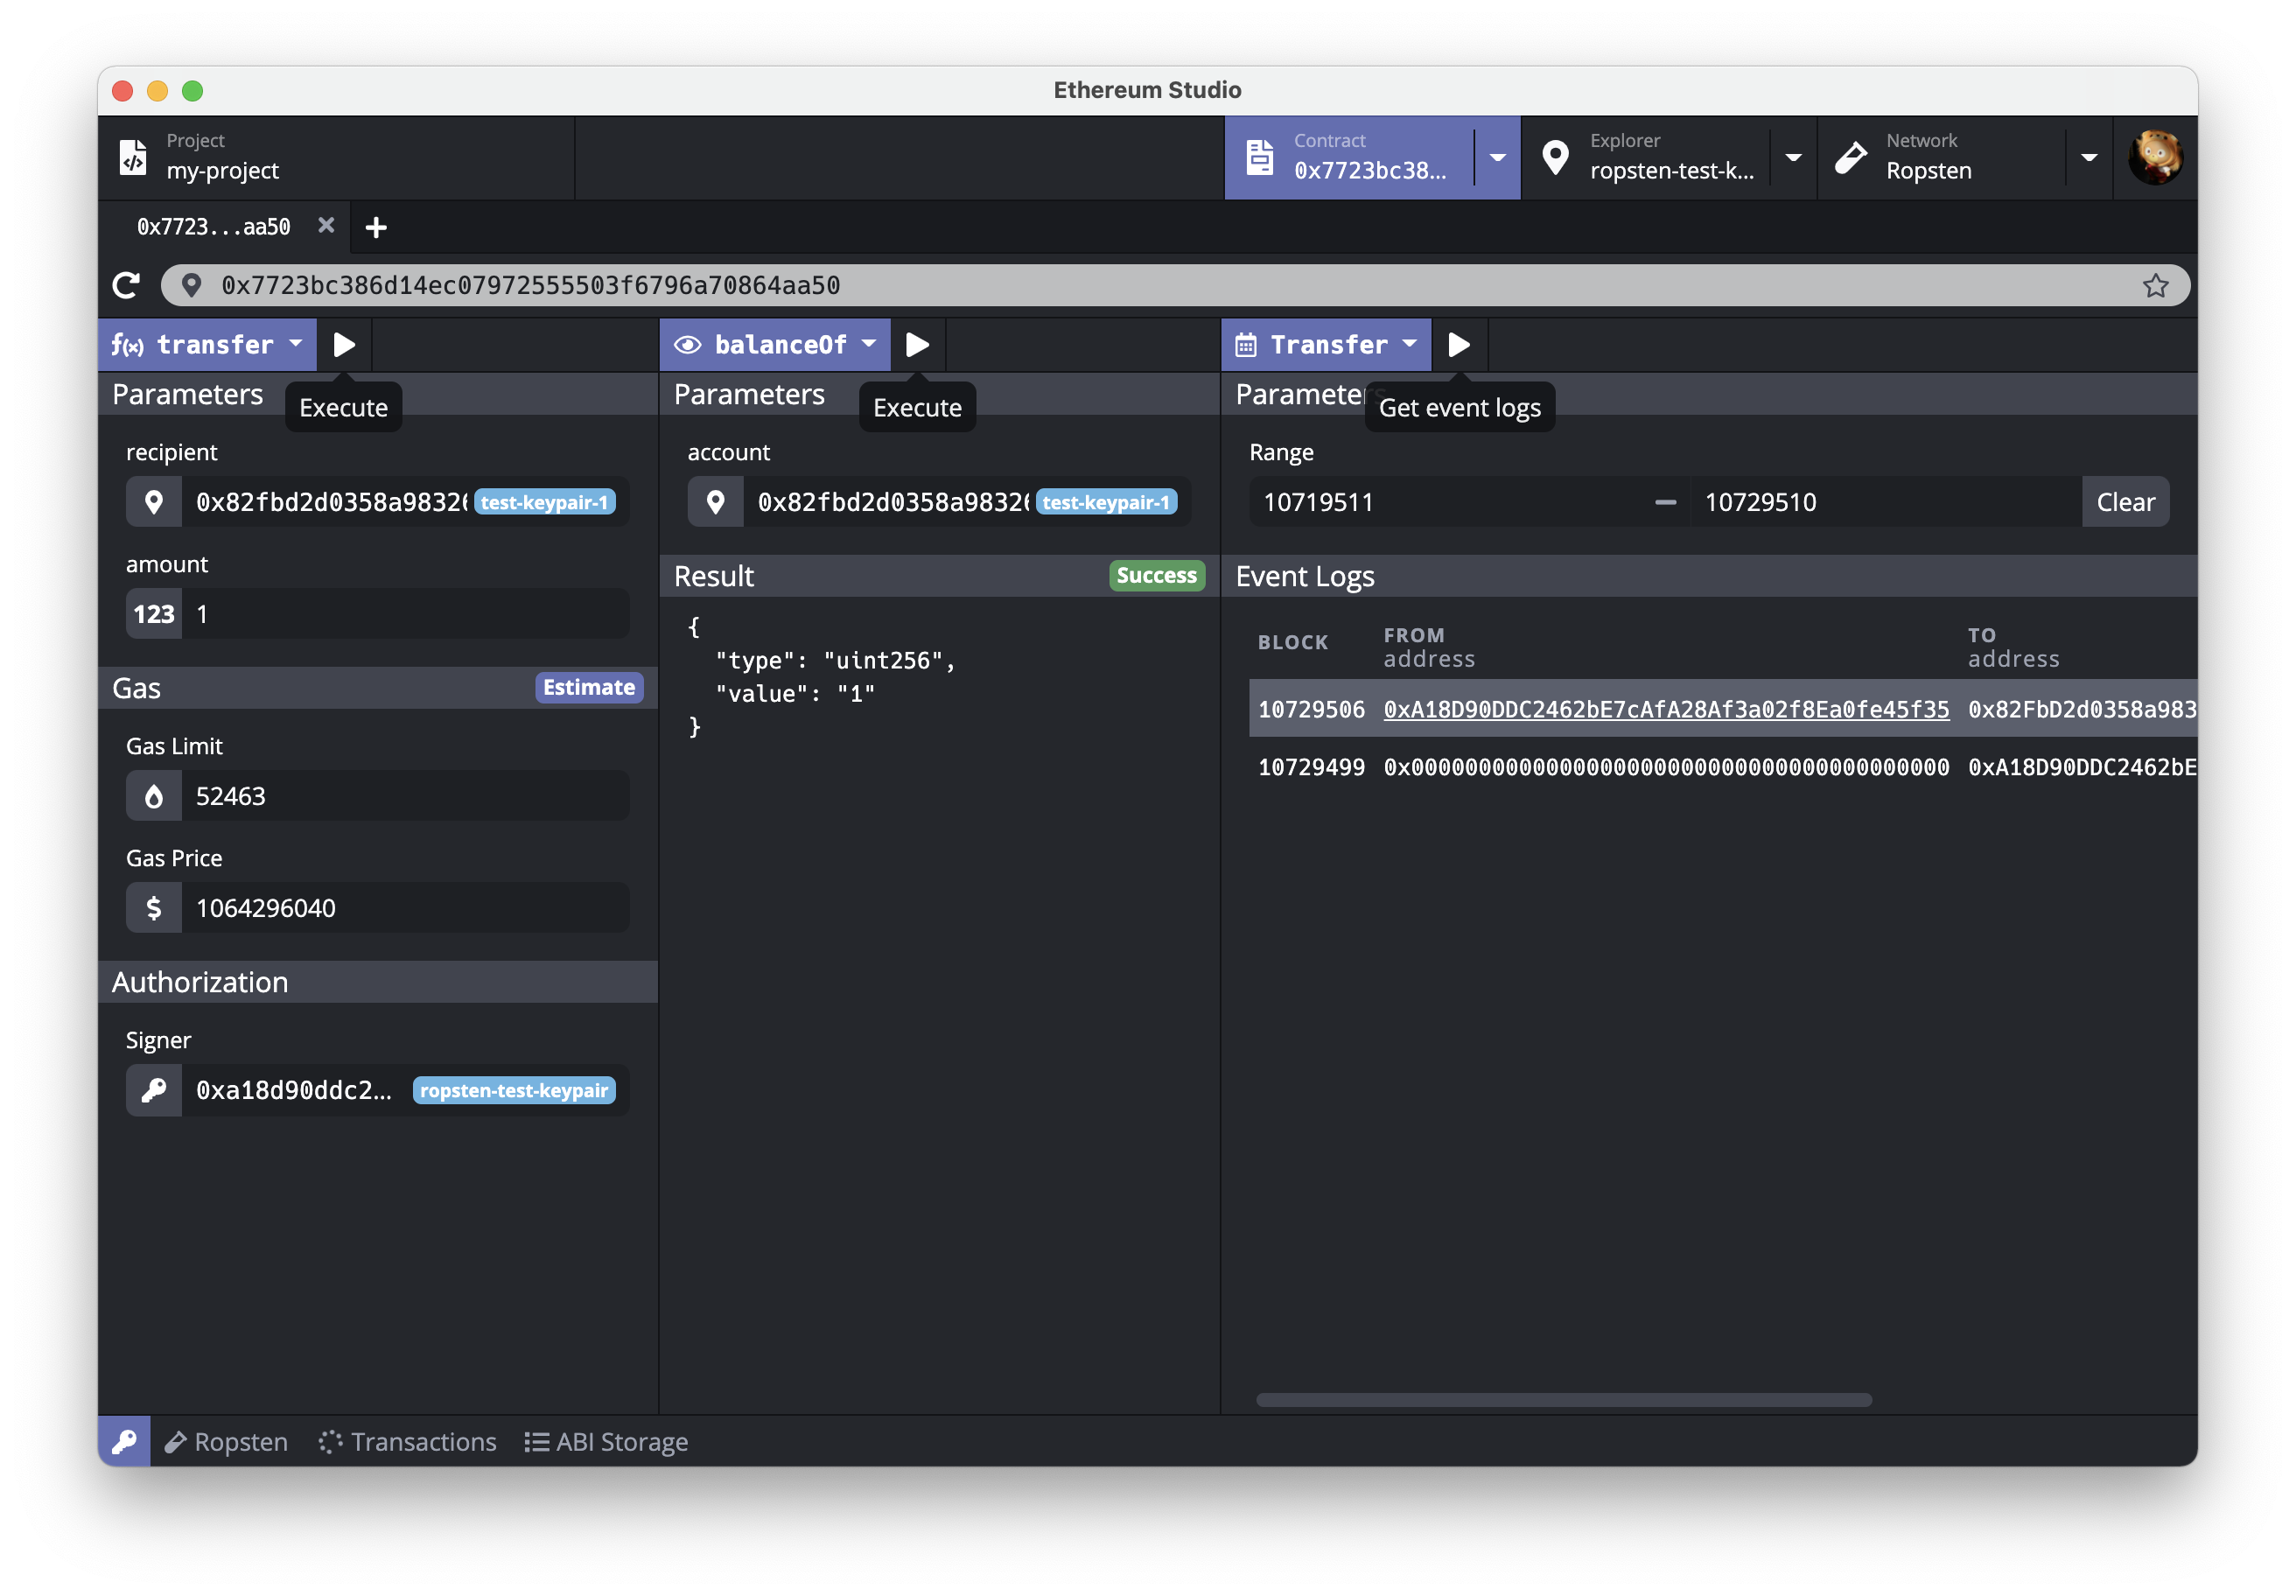 Ethereum Studio
Project
my-project
Contract
0x7723bc38...
Explorer
ropsten-test-k...
Network
Ropsten
0x7723...aa50
0x7723bc386d14ec07972555503f6796a70864aa50
f(x) transfer
balanceOf
Transfer
Parameters
Execute
Parameters
Execute
Parameters
Get event logs
recipient
0x82fbd2d0358a98326
test-keypair-1
amount
123
1
Gas
Estimate
Gas Limit
52463
Gas Price
$
1064296040
Authorization
Signer
0xa18d90ddc2...
ropsten-test-keypair
account
0x82fbd2d0358a98326
test-keypair-1
Result
Success
{
"type": "uint256",
"value": "1"
}
Range
10719511
10729510
Clear
Event Logs
BLOCK
FROM
address
TO
address
10729506 0xA18D90DDC2462bE7cAfA28Af3a02f8Ea0fe45f35 0x82FbD2d0358a983
10729499 0x0000000000000000000000000000000000000000 0xA18D90DDC2462bE
Ropsten
Transactions
ABI Storage